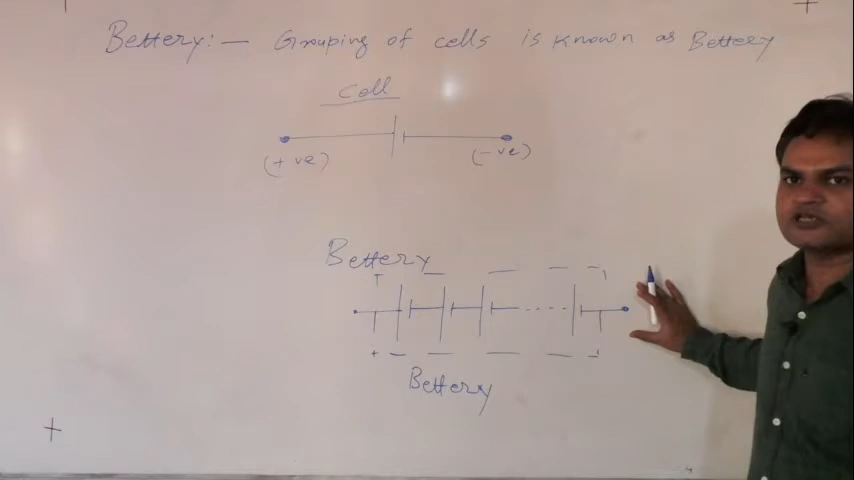 Bettery:— Grouping of cells is known as Bettery
Cell
(+ve) (-ve)
Bettery
Bettery